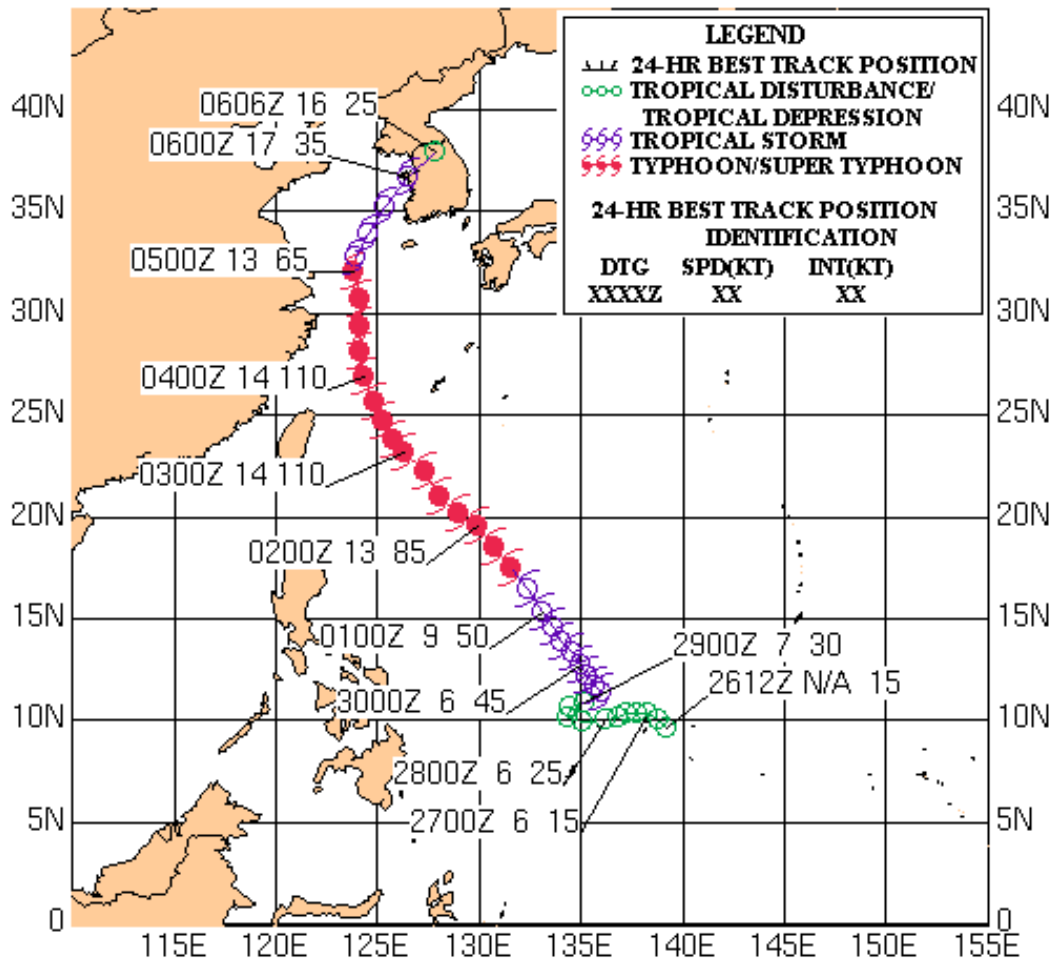 LEGEND
24-HR BEST TRACK POSITION
TROPICAL DISTURBANCE/
TROPICAL DEPRESSION
TROPICAL STORM
TYPHOON/SUPER TYPHOON
24-HR BEST TRACK POSITION
IDENTIFICATION
DTG SPD(KT) INT(KT)
XXXXZ XX XX
40N 40N
0606Z 16 25
0600Z 17 35
35N 35N
0500Z 13 65
30N 30N
0400Z 14 110
25N 25N
0300Z 14 110
20N 20N
0200Z 13 85
15N 15N
0100Z 9 50
2900Z 7 30
2612Z N/A 15
3000Z 6 45
10N 10N
2800Z 6 25
2700Z 6 15
5N 5N
0 0
115E 120E 125E 130E 135E 140E 145E 150E 155E